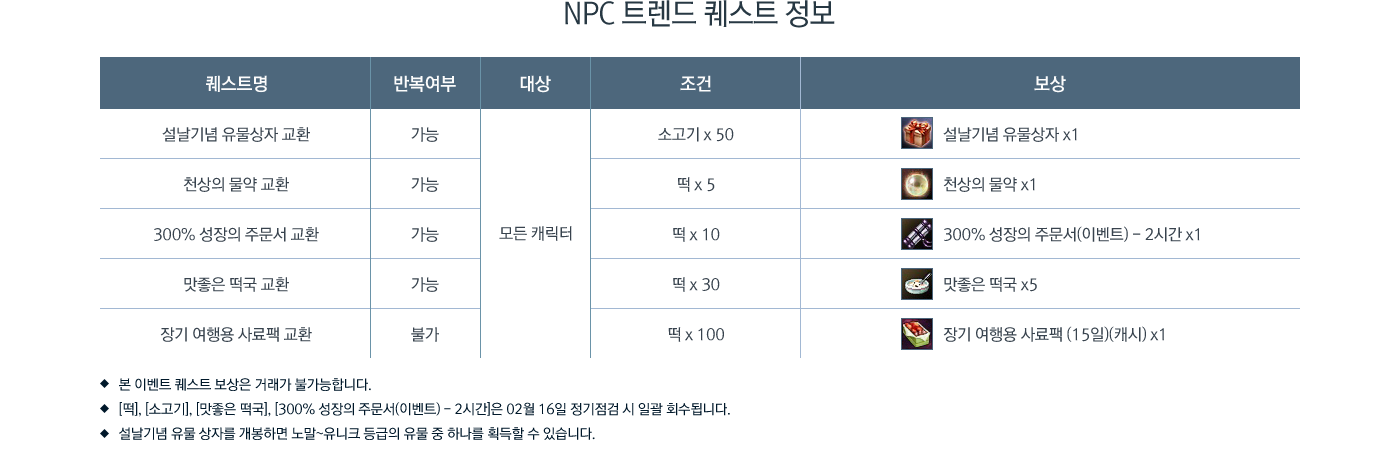 NPC 트렌드 퀘스트 정보
퀘스트명 반복여부 대상 조건 보상
설날기념 유물상자 교환 가능 소고기 x 50 설날기념 유물상자 x1
천상의 물약 교환 가능 떡 x 5 천상의 물약 x1
300% 성장의 주문서 교환 가능 모든 캐릭터 떡 x 10 300% 성장의 주문서(이벤트) - 2시간 x1
맛좋은 떡국 교환 가능 떡 x 30 맛좋은 떡국 x5
장기 여행용 사료팩 교환 불가 떡 x 100 장기 여행용 사료팩 (15일)(캐시) x1
◆ 본 이벤트 퀘스트 보상은 거래가 불가능합니다.
◆ [떡], [소고기], [맛좋은 떡국], [300% 성장의 주문서(이벤트) - 2시간]은 02월 16일 정기점검 시 일괄 회수됩니다.
◆ 설날기념 유물 상자를 개봉하면 노말~유니크 등급의 유물 중 하나를 획득할 수 있습니다.